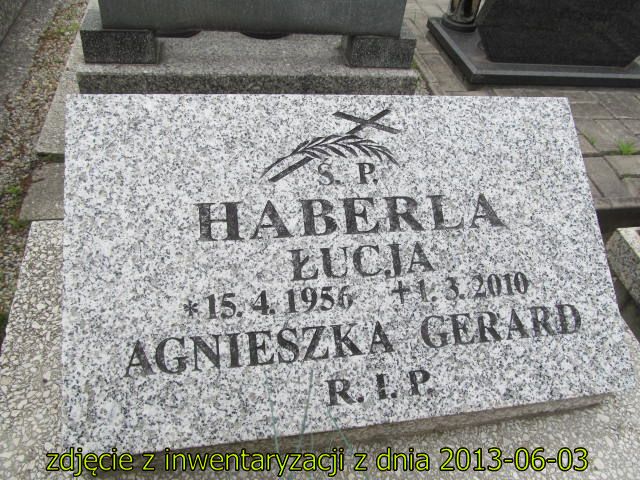 Ś. P.
HABERLA
ŁUCJA
*15.4.1956 +1.3.2010
AGNIESZKA GERARD
R. I. P.
zdjęcie z inwentaryzacji z dnia 2013-06-03